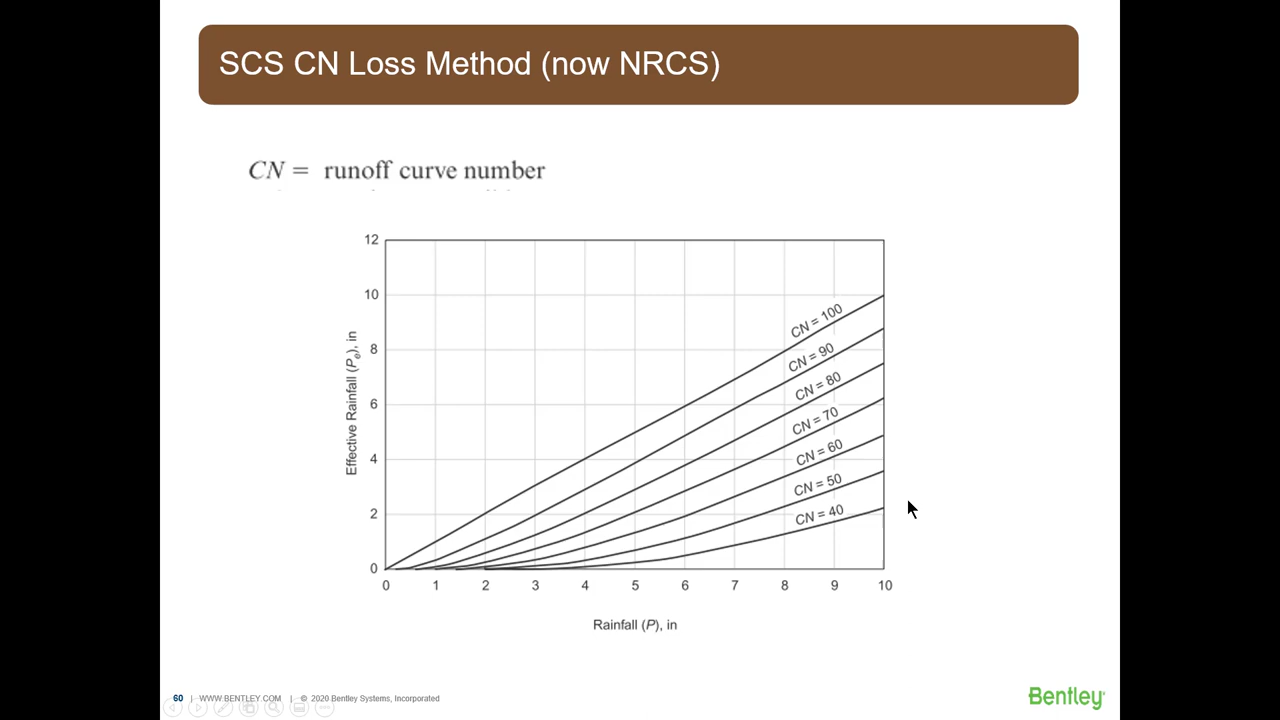 SCS CN Loss Method (now NRCS)
CN = runoff curve number
12
10
8
6
4
2
0
Effective Rainfall (Pe), in
CN = 100
CN = 90
CN = 80
CN = 70
CN = 60
CN = 50
CN = 40
0 1 2 3 4 5 6 7 8 9 10
Rainfall (P), in
60 | WWW.BENTLEY.COM | © 2020 Bentley Systems, Incorporated
Bentley